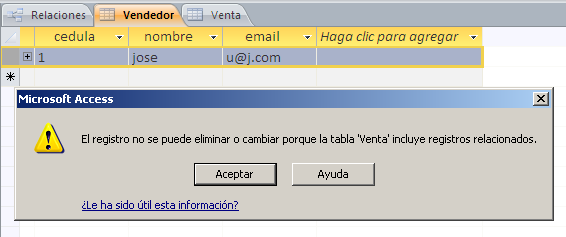 Relaciones Vendedor Venta
cedula nombre email Haga clic para agregar
1 jose u@j.com
Microsoft Access
El registro no se puede eliminar o cambiar porque la tabla 'Venta' incluye registros relacionados.
Aceptar Ayuda
¿Le ha sido útil esta información?